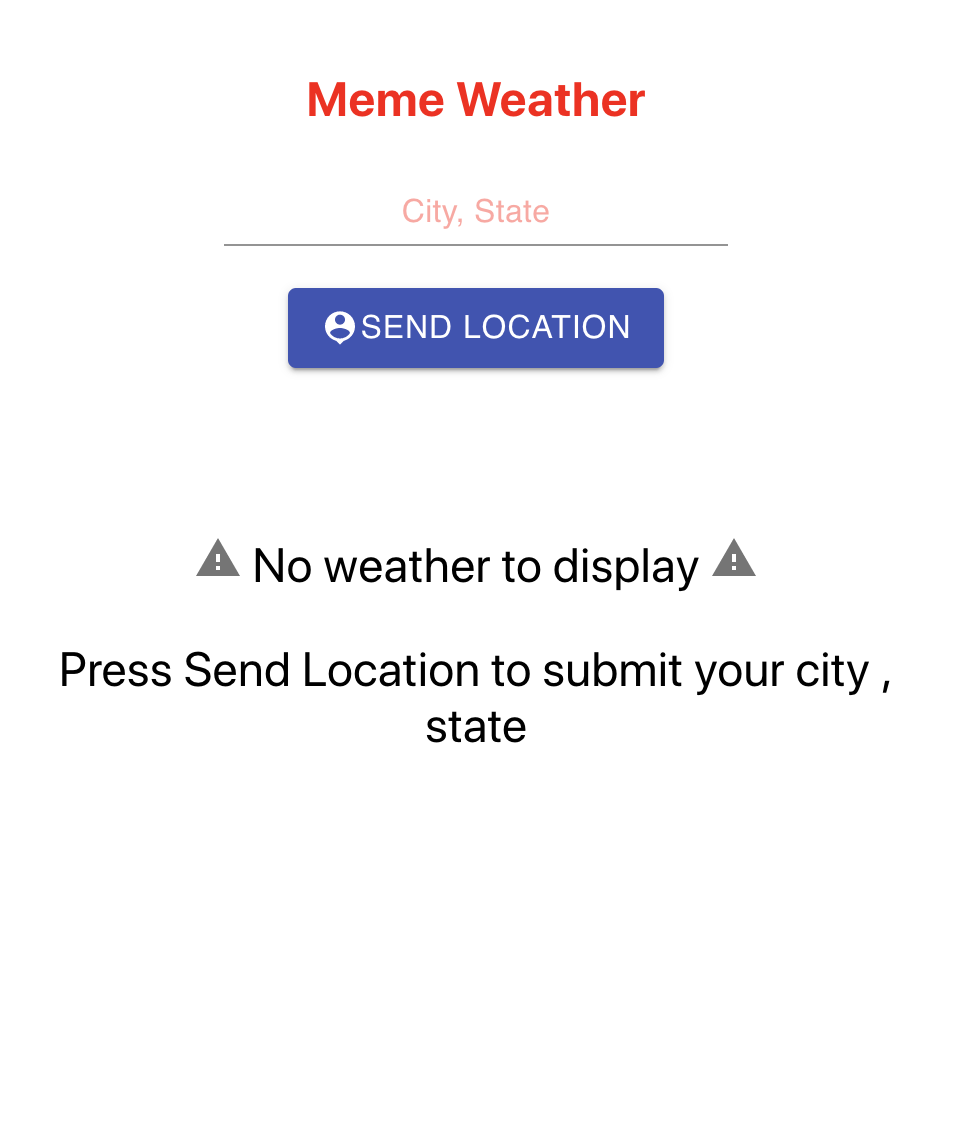 Meme Weather
City, State
SEND LOCATION
No weather to display
Press Send Location to submit your city ,
state